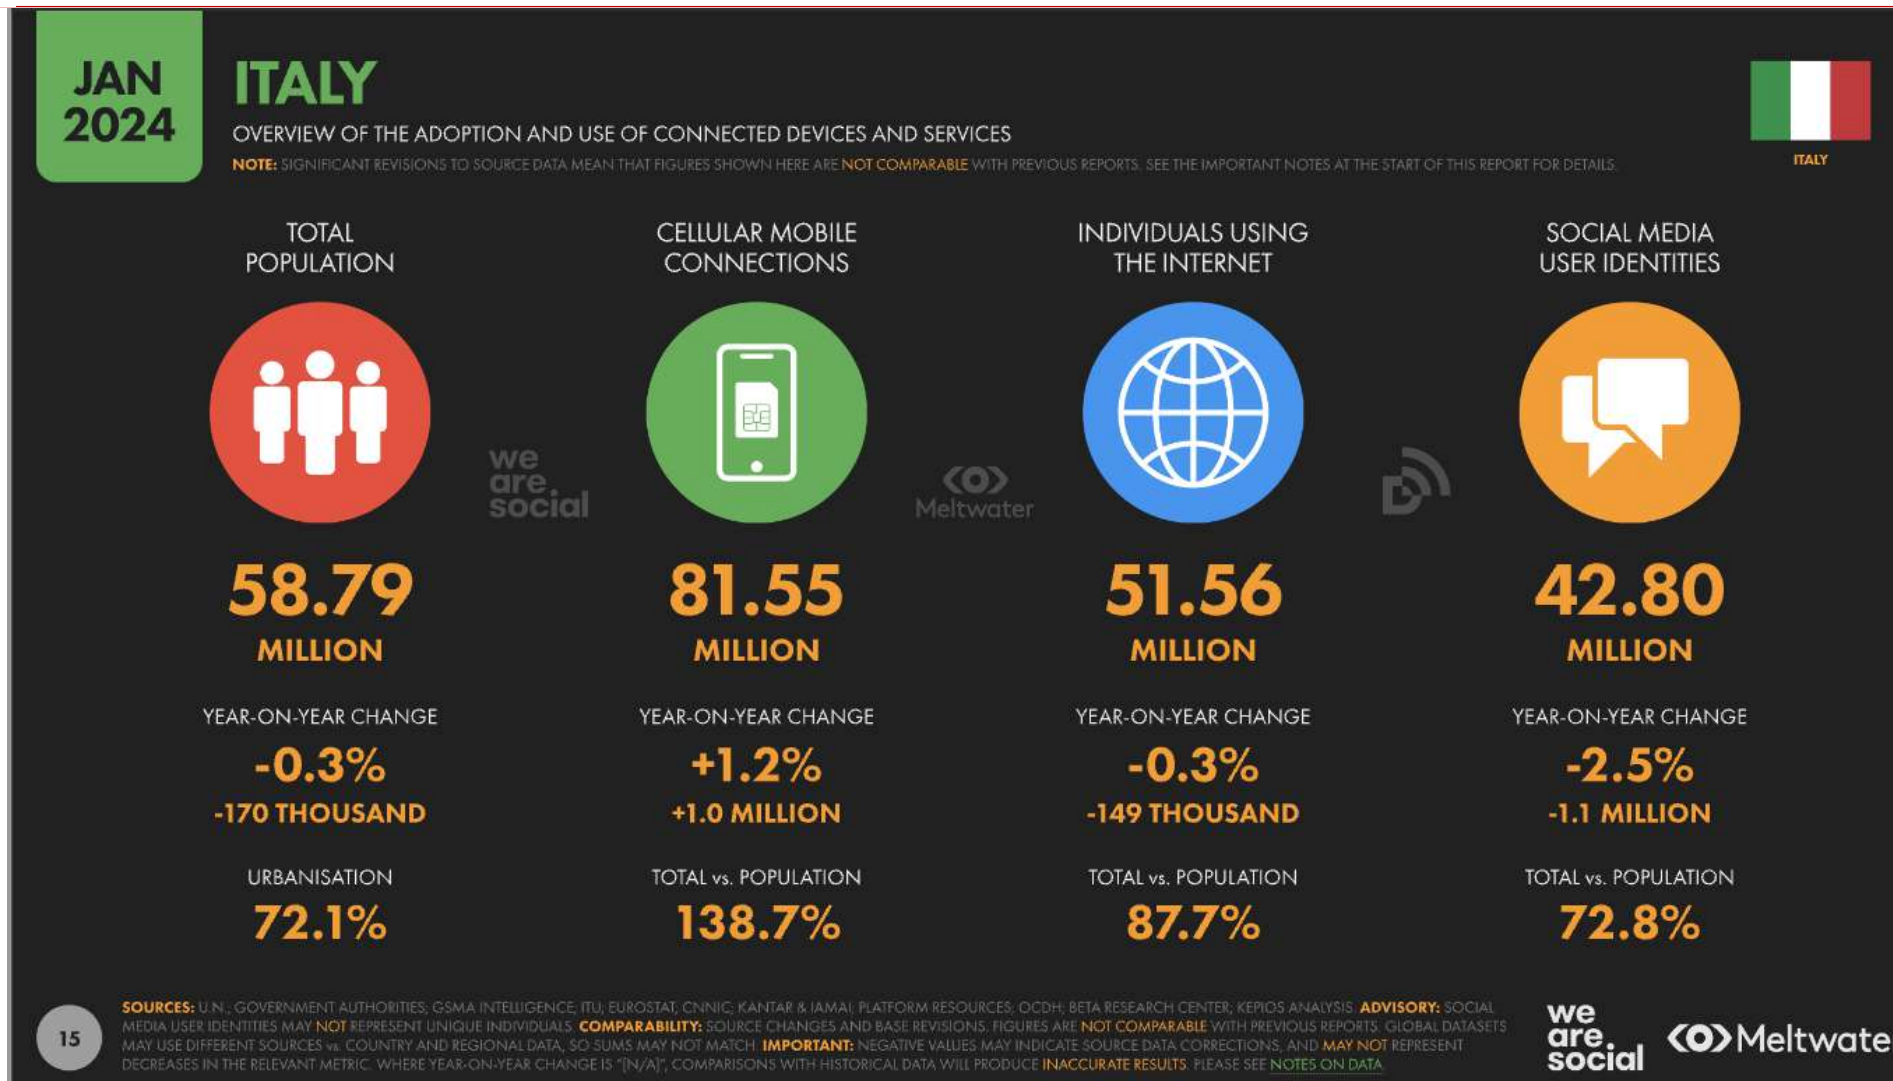 JAN
2024
ITALY
OVERVIEW OF THE ADOPTION AND USE OF CONNECTED DEVICES AND SERVICES
NOTE: SIGNIFICANT REVISIONS TO SOURCE DATA MEAN THAT FIGURES SHOWN HERE ARE NOT COMPARABLE WITH PREVIOUS REPORTS. SEE THE IMPORTANT NOTES AT THE START OF THIS REPORT FOR DETAILS.
ITALY
TOTAL
POPULATION
58.79
MILLION
YEAR-ON-YEAR CHANGE
-0.3%
-170 THOUSAND
URBANISATION
72.1%
we
are.
social
CELLULAR MOBILE
CONNECTIONS
81.55
MILLION
YEAR-ON-YEAR CHANGE
+1.2%
+1.0 MILLION
TOTAL vs. POPULATION
138.7%
Meltwater
INDIVIDUALS USING
THE INTERNET
51.56
MILLION
YEAR-ON-YEAR CHANGE
-0.3%
-149 THOUSAND
TOTAL vs. POPULATION
87.7%
SOCIAL MEDIA
USER IDENTITIES
42.80
MILLION
YEAR-ON-YEAR CHANGE
-2.5%
-1.1 MILLION
TOTAL vs. POPULATION
72.8%
15
SOURCES: U.N.; GOVERNMENT AUTHORITIES; GSMA INTELLIGENCE; ITU; EUROSTAT; CNNIC; KANTAR & IAMAI; PLATFORM RESOURCES; OCDH; BETA RESEARCH CENTER; KEPIOS ANALYSIS. ADVISORY: SOCIAL
MEDIA USER IDENTITIES MAY NOT REPRESENT UNIQUE INDIVIDUALS. COMPARABILITY: SOURCE CHANGES AND BASE REVISIONS. FIGURES ARE NOT COMPARABLE WITH PREVIOUS REPORTS. GLOBAL DATASETS
MAY USE DIFFERENT SOURCES vs. COUNTRY AND REGIONAL DATA, SO SUMS MAY NOT MATCH. IMPORTANT: NEGATIVE VALUES MAY INDICATE SOURCE DATA CORRECTIONS, AND MAY NOT REPRESENT
DECREASES IN THE RELEVANT METRIC. WHERE YEAR-ON-YEAR CHANGE IS "[N/A]", COMPARISONS WITH HISTORICAL DATA WILL PRODUCE INACCURATE RESULTS. PLEASE SEE NOTES ON DATA.
we
are.
social
Meltwate